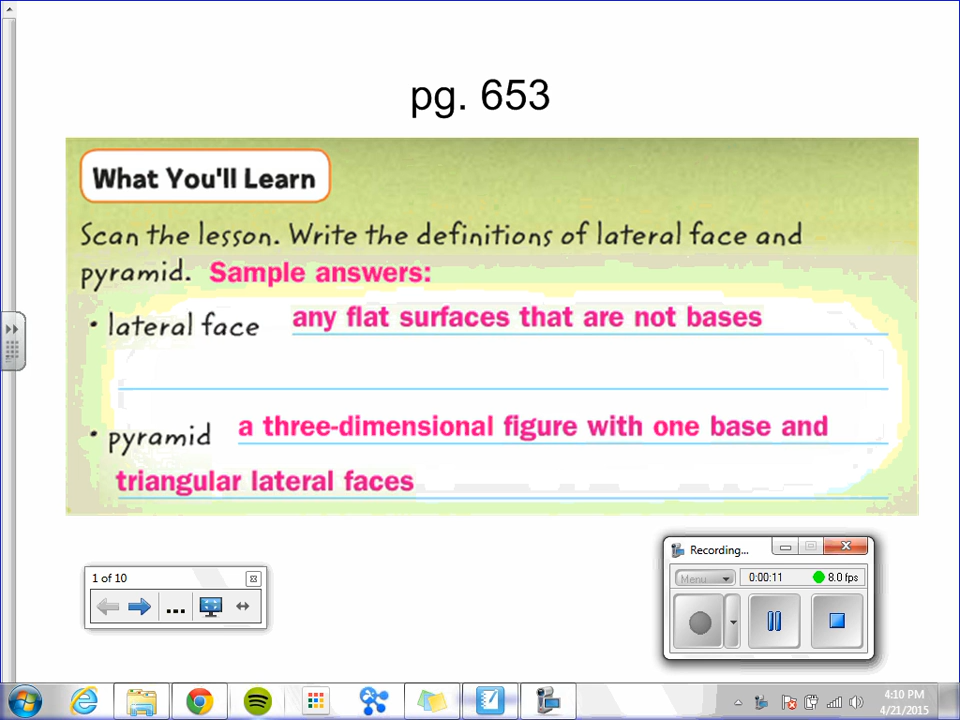 pg. 653
What You'll Learn
Scan the lesson. Write the definitions of lateral face and
pyramid. Sample answers:
• lateral face any flat surfaces that are not bases
• pyramid a three-dimensional figure with one base and
triangular lateral faces
1 of 10
...
Recording...
Menu 0:00:11 8.0 fps
4:10 PM
4/21/2015